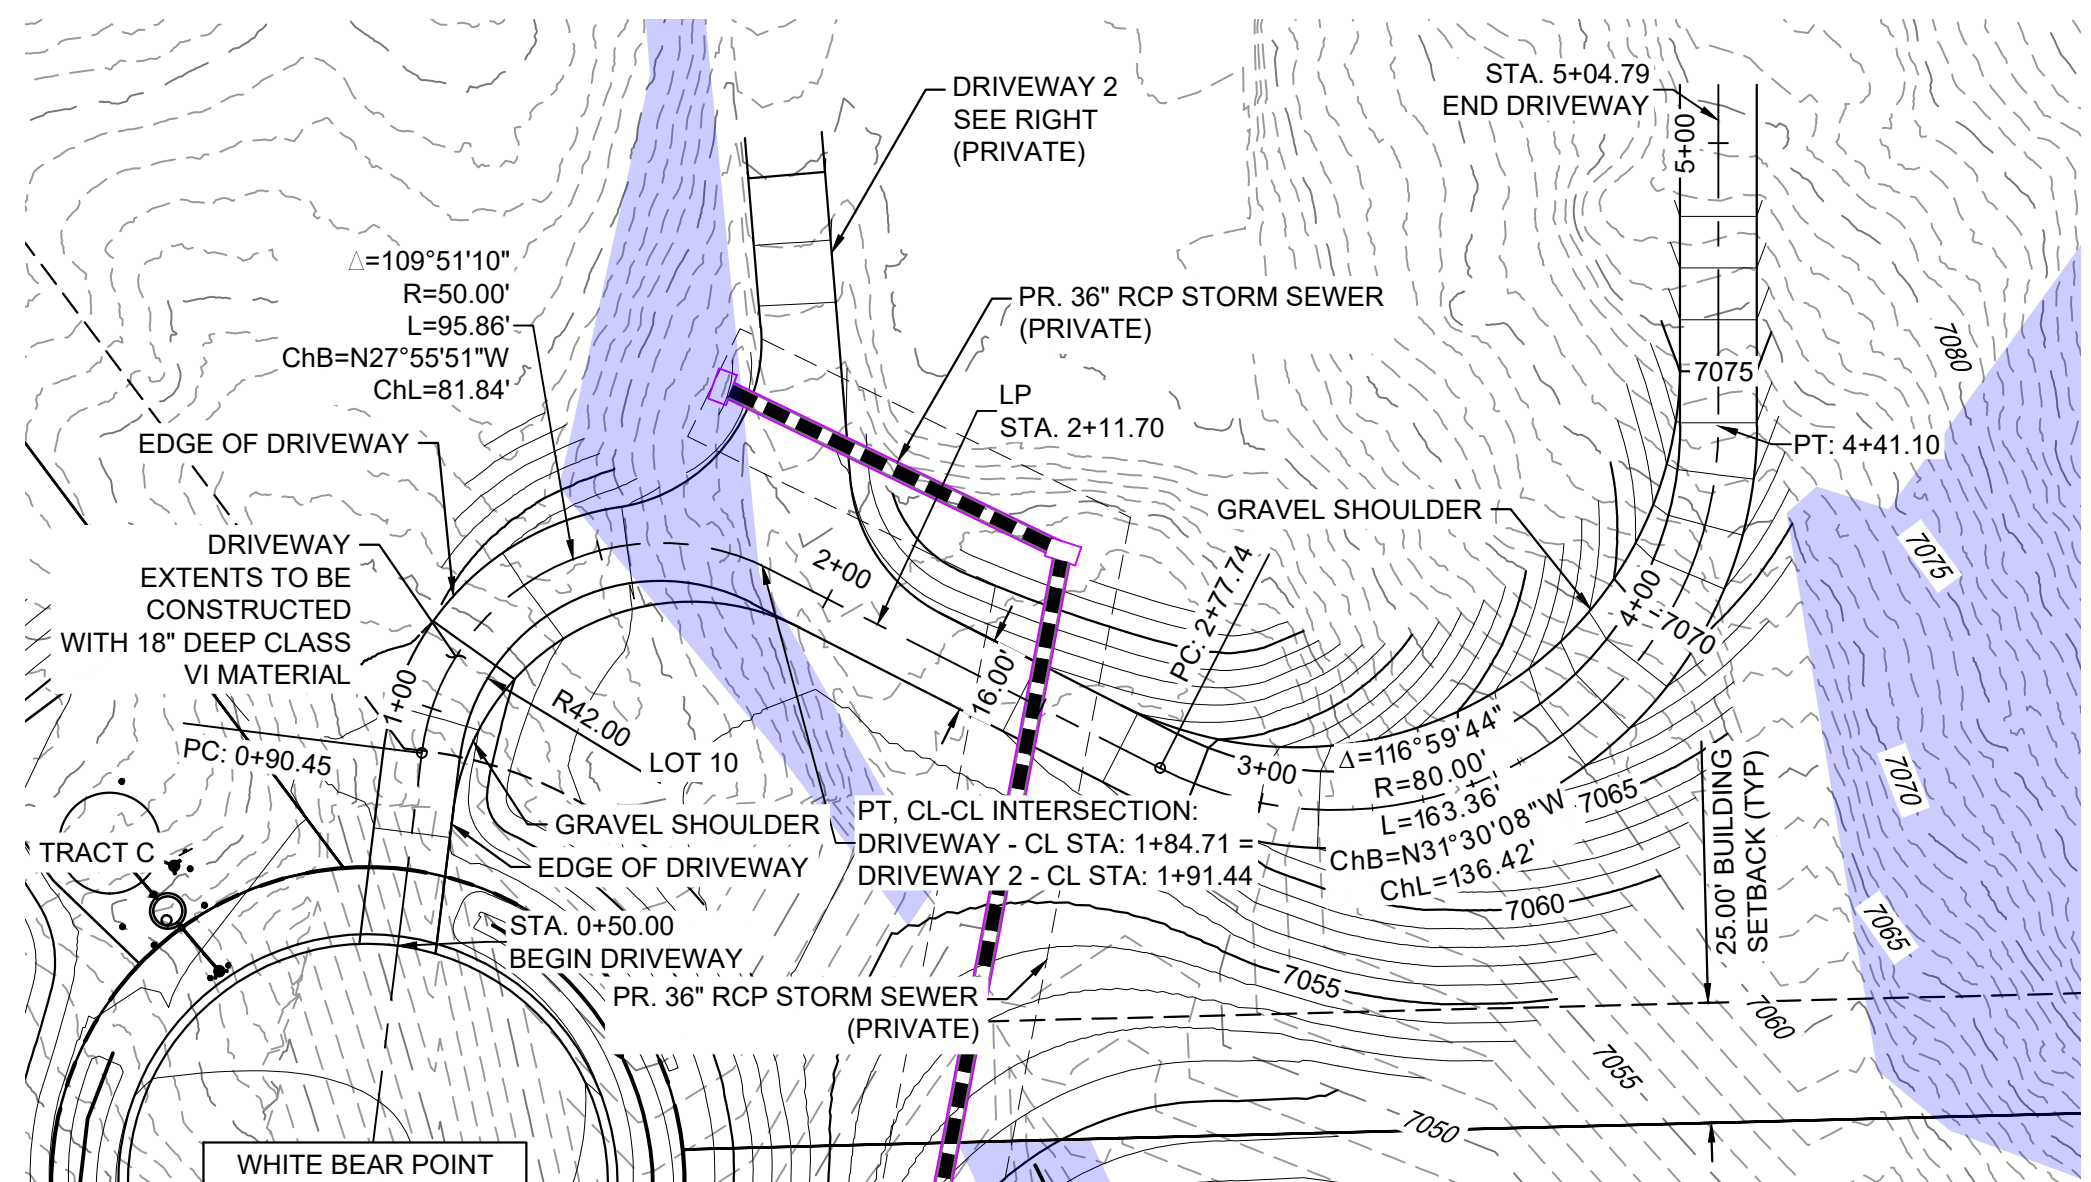 DRIVEWAY 2
SEE RIGHT
(PRIVATE)
STA. 5+04.79
END DRIVEWAY
5+00
Δ=109°51'10"
R=50.00'
L=95.86'
ChB=N27°55'51"W
ChL=81.84'
PR. 36" RCP STORM SEWER
(PRIVATE)
7080
7075
LP
STA. 2+11.70
EDGE OF DRIVEWAY
PT: 4+41.10
GRAVEL SHOULDER
DRIVEWAY
EXTENTS TO BE
CONSTRUCTED
WITH 18" DEEP CLASS
VI MATERIAL
2+00
PC: 2+77.74
4+00
7070
7075
1+00
R42.00
16.00'
PC: 0+90.45
LOT 10
3+00
Δ=116°59'44"
R=80.00'
L=163.36'
ChB=N31°30'08"W
ChL=136.42'
7065
25.00' BUILDING
SETBACK (TYP)
7070
GRAVEL SHOULDER
EDGE OF DRIVEWAY
PT, CL-CL INTERSECTION:
DRIVEWAY - CL STA: 1+84.71 =
DRIVEWAY 2 - CL STA: 1+91.44
TRACT C
7060
7065
STA. 0+50.00
BEGIN DRIVEWAY
PR. 36" RCP STORM SEWER
(PRIVATE)
7055
7060
7055
7050
WHITE BEAR POINT